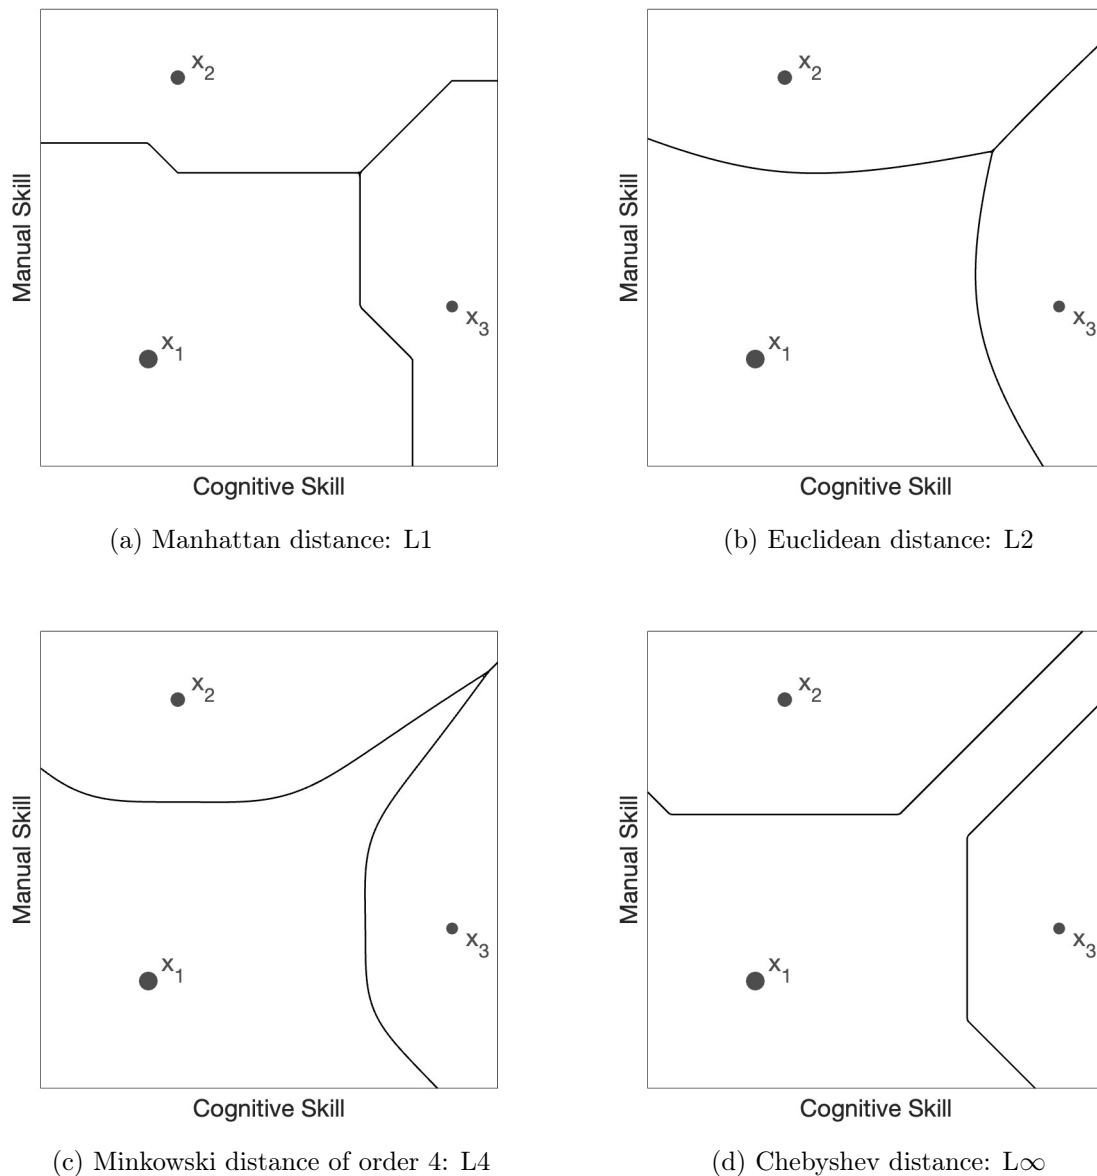 x2
Manual Skill
x3
x1
Cognitive Skill
(a) Manhattan distance: L1
x2
Manual Skill
x3
x1
Cognitive Skill
(b) Euclidean distance: L2
x2
Manual Skill
x3
x1
Cognitive Skill
(c) Minkowski distance of order 4: L4
x2
Manual Skill
x3
x1
Cognitive Skill
(d) Chebyshev distance: L∞